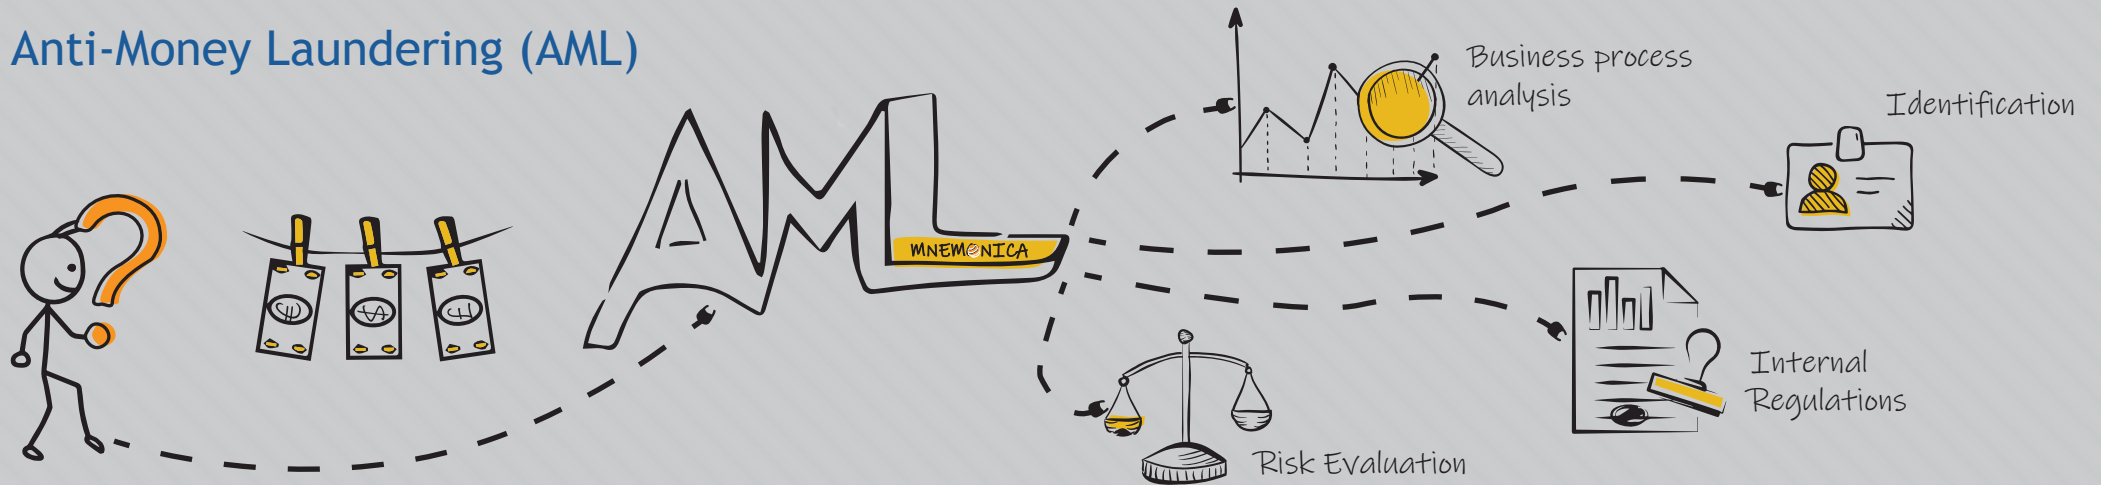 Anti-Money Laundering (AML)
AML
MNEMONICA
Business process
analysis
Identification
Internal
Regulations
Risk Evaluation
€
$
£